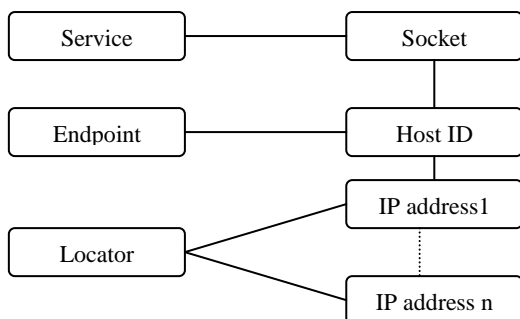 Service
Socket
Endpoint
Host ID
IP address1
Locator
IP address n